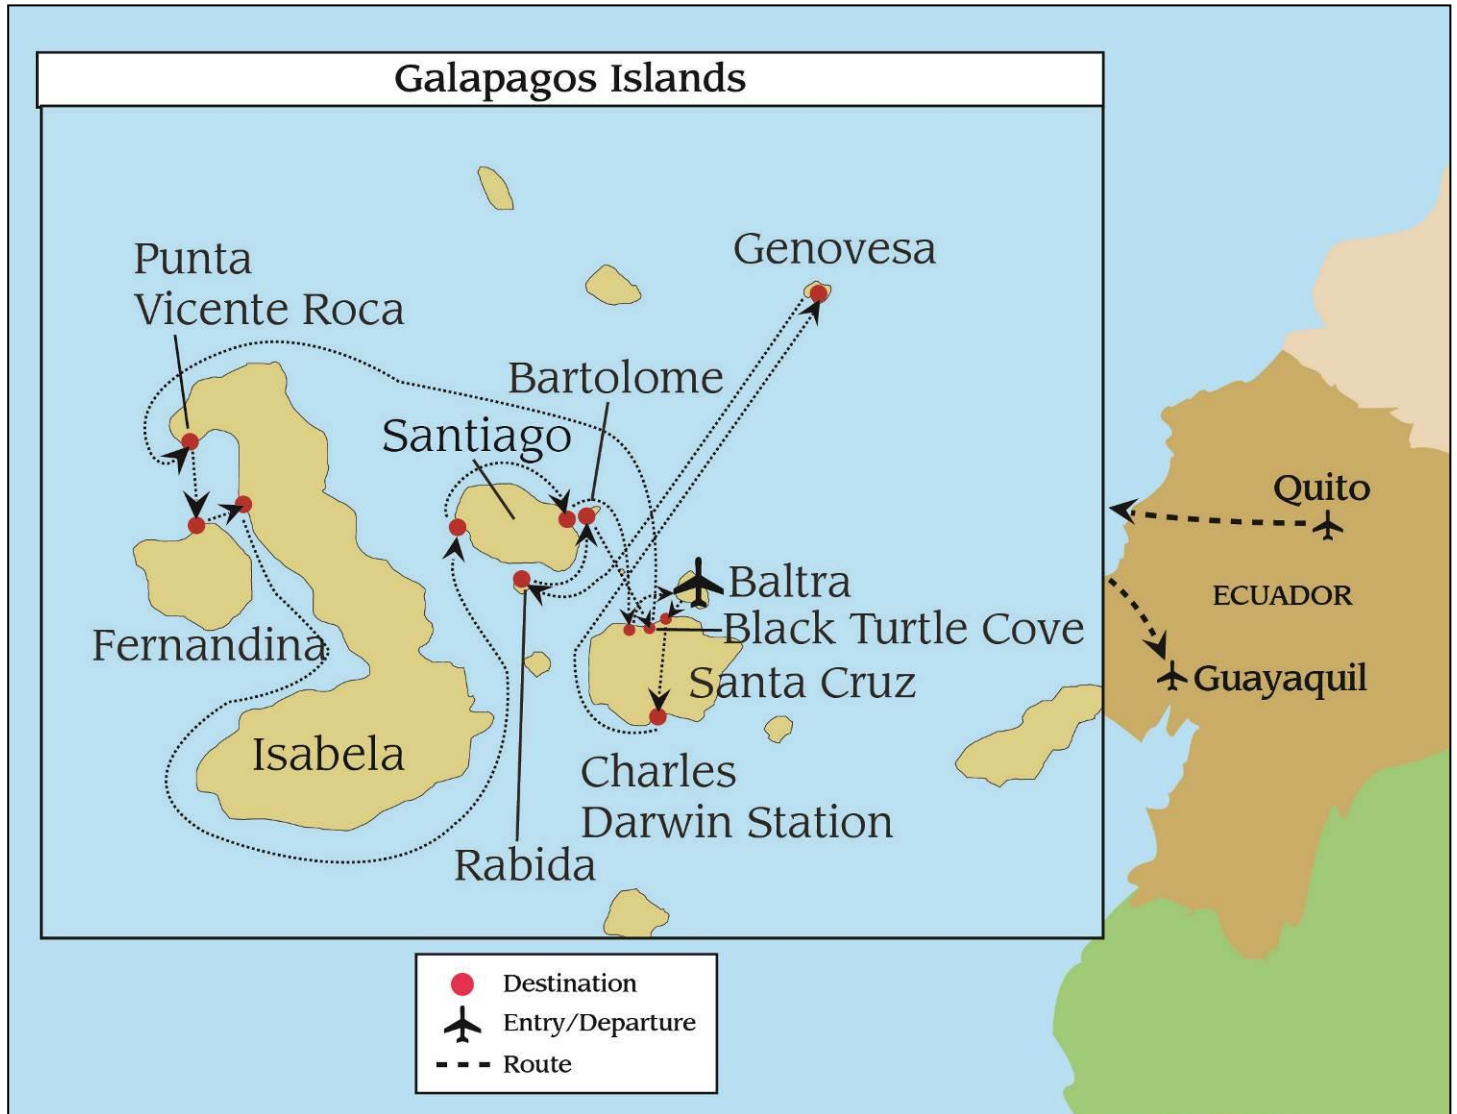 Galapagos Islands
Punta
Vicente Roca
Genovesa
Bartolome
Santiago
Quito
Baltra
ECUADOR
Black Turtle Cove
Fernandina
Santa Cruz
Guayaquil
Isabela
Charles
Darwin Station
Rabida
Destination
Entry/Departure
Route